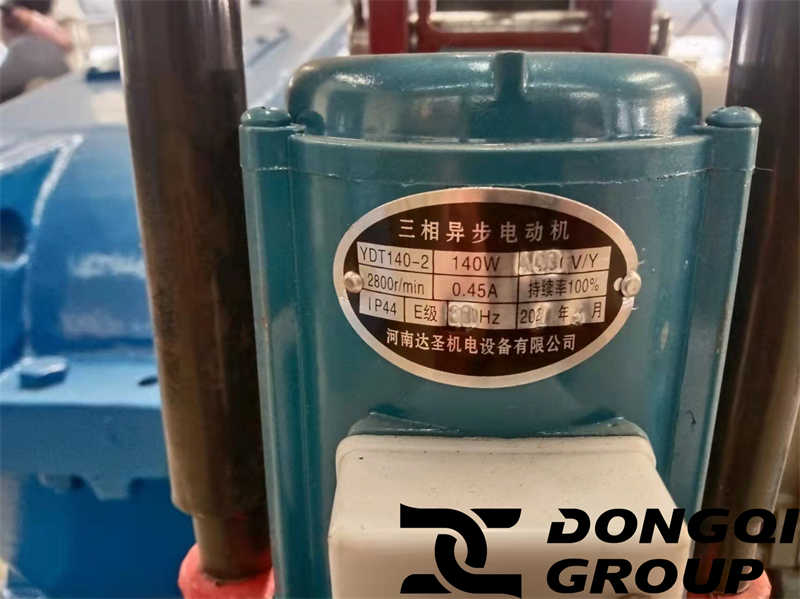 三相异步电动机
YDT140-2 140W V/Y
2800r/min 0.45A 持续率100%
IP44 E级 Hz 202 年 月
河南达圣机电设备有限公司
DONGQI
GROUP